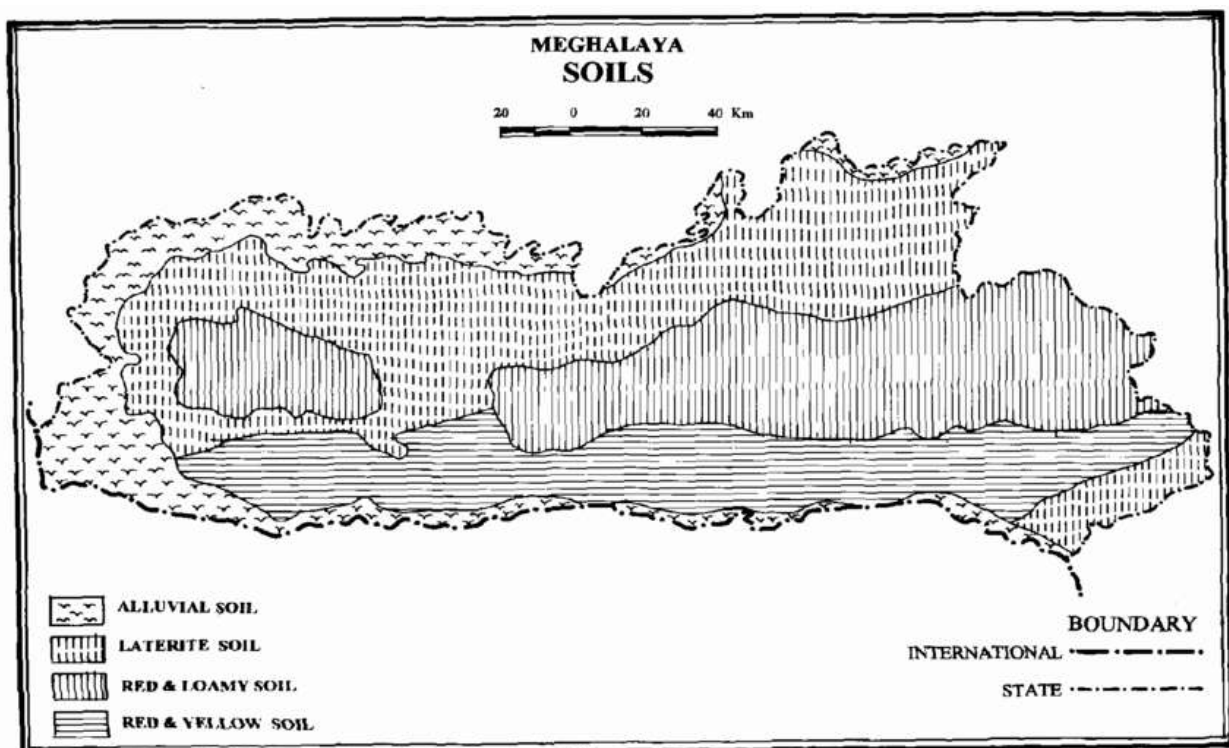 MEGHALAYA
SOILS
20 0 20 40 Km
ALLUVIAL SOIL
LATERITE SOIL
RED & LOAMY SOIL
RED & YELLOW SOIL
BOUNDARY
INTERNATIONAL
STATE